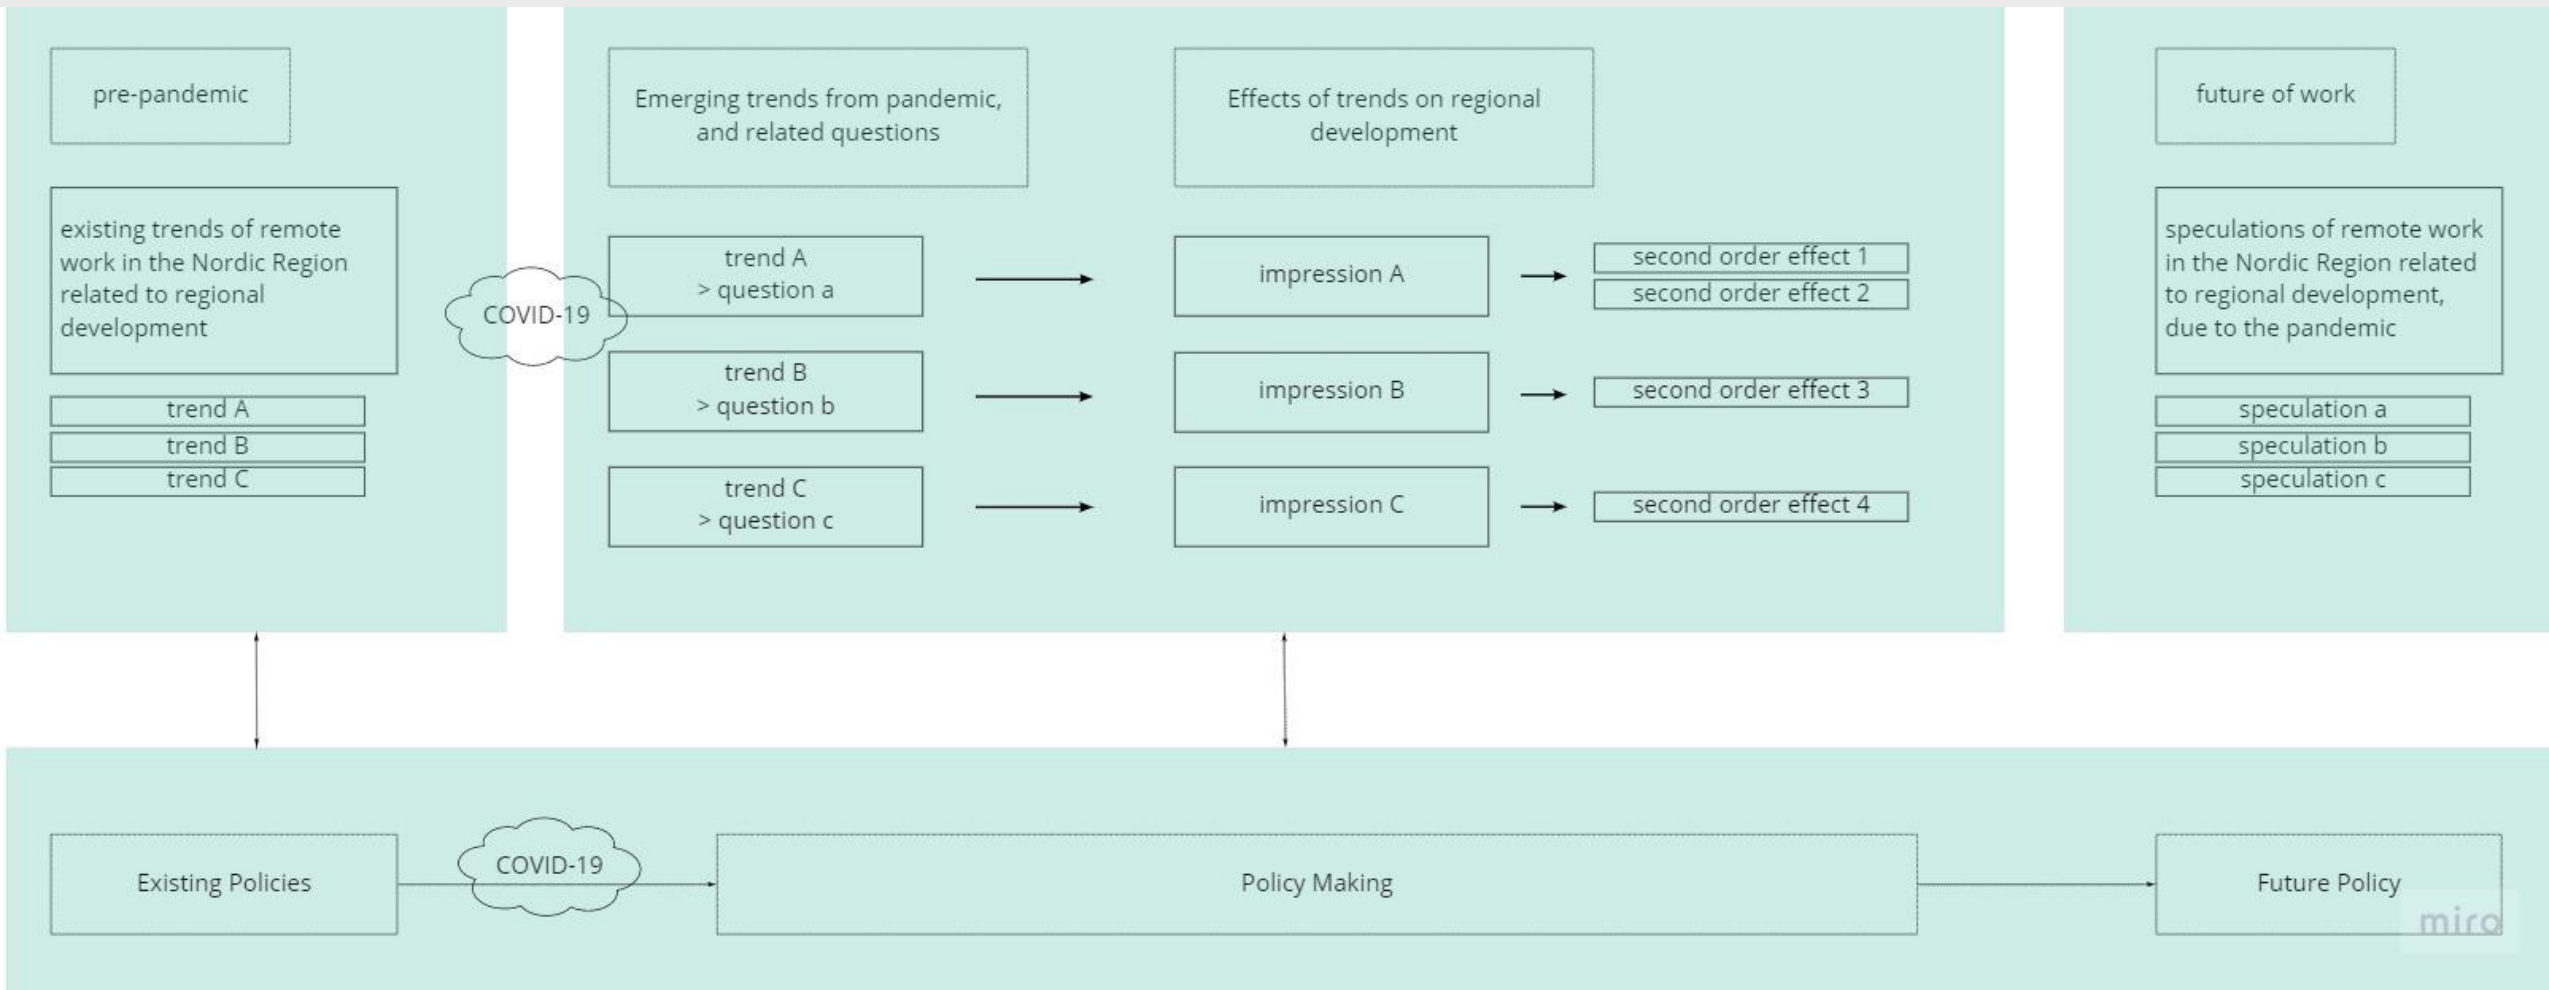 pre-pandemic
existing trends of remote
work in the Nordic Region
related to regional
development
trend A
trend B
trend C
COVID-19
Emerging trends from pandemic,
and related questions
Effects of trends on regional
development
trend A
> question a
impression A
second order effect 1
second order effect 2
trend B
> question b
impression B
second order effect 3
trend C
> question c
impression C
second order effect 4
future of work
speculations of remote work
in the Nordic Region related
to regional development,
due to the pandemic
speculation a
speculation b
speculation c
Existing Policies
COVID-19
Policy Making
Future Policy
miro